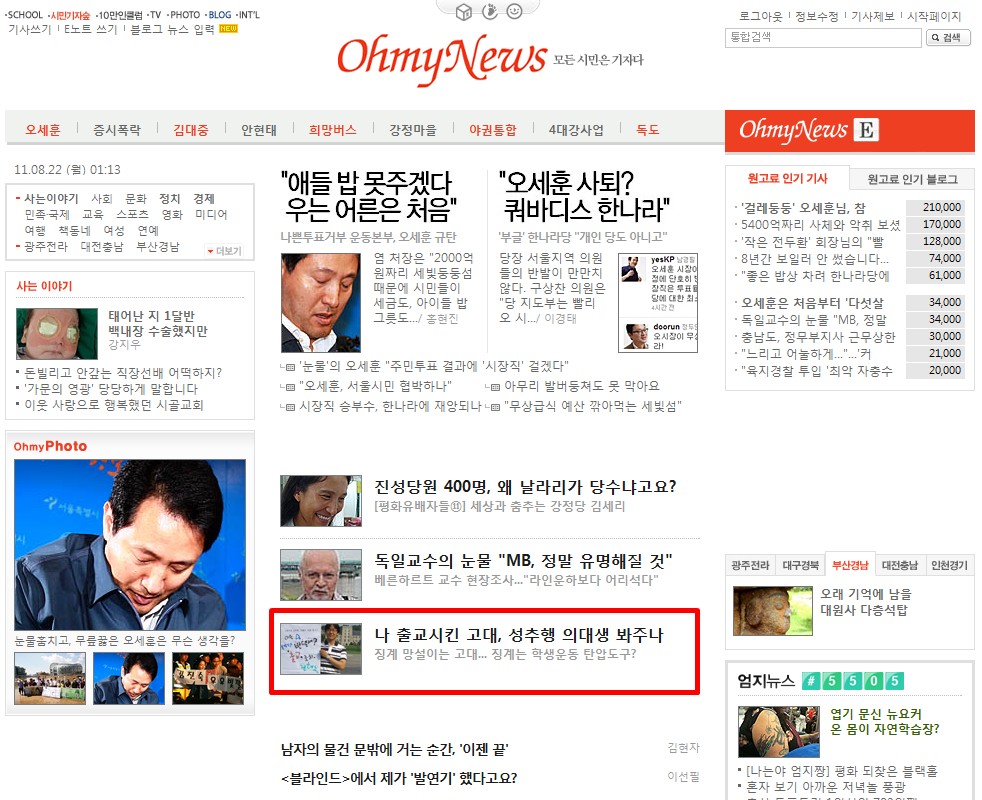 ·SCHOOL ·시민기자숲 ·10만인클럽 ·TV ·PHOTO ·BLOG ·INT'L
기사쓰기 | E노트 쓰기 | 블로그 뉴스 입력 NEW
로그아웃 | 정보수정 | 기사제보 | 시작페이지
통합검색 검색
OhmyNews 모든 시민은 기자다
오세훈 증시폭락 김대중 안현태 희망버스 강정마을 야권통합 4대강사업 독도
OhmyNews E
11.08.22 (월) 01:13
사는이야기 사회 문화 정치 경제
민족·국제 교육 스포츠 영화 미디어
여행 책동네 여성 연예
광주전라 대전충남 부산경남
더보기
사는 이야기
태어난 지 1달반
백내장 수술했지만
강지우
돈빌리고 안갚는 직장선배 어떡하지?
'가문의 영광' 당당하게 말합니다
이웃 사랑으로 행복했던 시골교회
OhmyPhoto
눈물훔치고, 무릎꿇은 오세훈은 무슨 생각을?
"애들 밥 못주겠다
우는 어른은 처음"
나쁜투표거부 운동본부, 오세훈 규탄
염 처장은 "2000억
원짜리 세빛둥둥섬
때문에 시민들이
세금도, 아이들 밥
그릇도.../ 홍현진
"오세훈 사퇴?
쿼바디스 한나라"
'부글' 한나라당 "개인 당도 아니고"
당장 서울지역 의원
들의 반발이 만만치
않다. 구상찬 의원은
"당 지도부는 빨리
오 시.../ 이경태
yesKP
오세훈 시장이
doorun
오시장이 무상
라!
'눈물'의 오세훈 "주민투표 결과에 '시장직' 걸겠다"
"오세훈, 서울시민 협박하나"
아무리 발버둥쳐도 못 막아요
시장직 승부수, 한나라에 재앙되나
"무상급식 예산 깎아먹는 세빛섬"
진성당원 400명, 왜 날라리가 당수냐고요?
[평화유배자들⑪] 세상과 춤추는 강정당 김세리
독일교수의 눈물 "MB, 정말 유명해질 것"
베른하르트 교수 현장조사..."라인운하보다 어리석다"
나 출교시킨 고대, 성추행 의대생 봐주나
징계 망설이는 고대... 징계는 학생운동 탄압도구?
남자의 물건 문밖에 거는 순간, '이젠 끝' 김현자
<블라인드>에서 제가 '발연기' 했다고요? 이선필
원고료 인기 기사 원고료 인기 블로그
'걸레둥둥' 오세훈님, 참 210,000
5400억짜리 사체와 악취 보셨 170,000
'작은 전두환' 회장님의 "빨 128,000
8년간 보일러 안 썼습니다... 74,000
"좋은 밥상 차려 한나라당에 61,000
오세훈은 처음부터 '다섯살 34,000
독일교수의 눈물 "MB, 정말 34,000
충남도, 정무부지사 근무상한 30,000
"느리고 어눌하게..."...'커 21,000
"육지경찰 투입 '최악 자충수 20,000
광주전라 대구경북 부산경남 대전충남 인천경기
오래 기억에 남을
대원사 다층석탑
엄지뉴스 # 5 5 0 5
엽기 문신 뉴요커
온 몸이 자연학습장?
[나는야 엄지짱] 평화 되찾은 블랙홀
혼자 보기 아까운 저녁놀 풍광